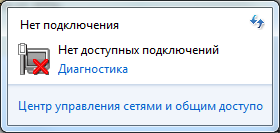 Нет подключения
Нет доступных подключений
Диагностика
Центр управления сетями и общим доступо